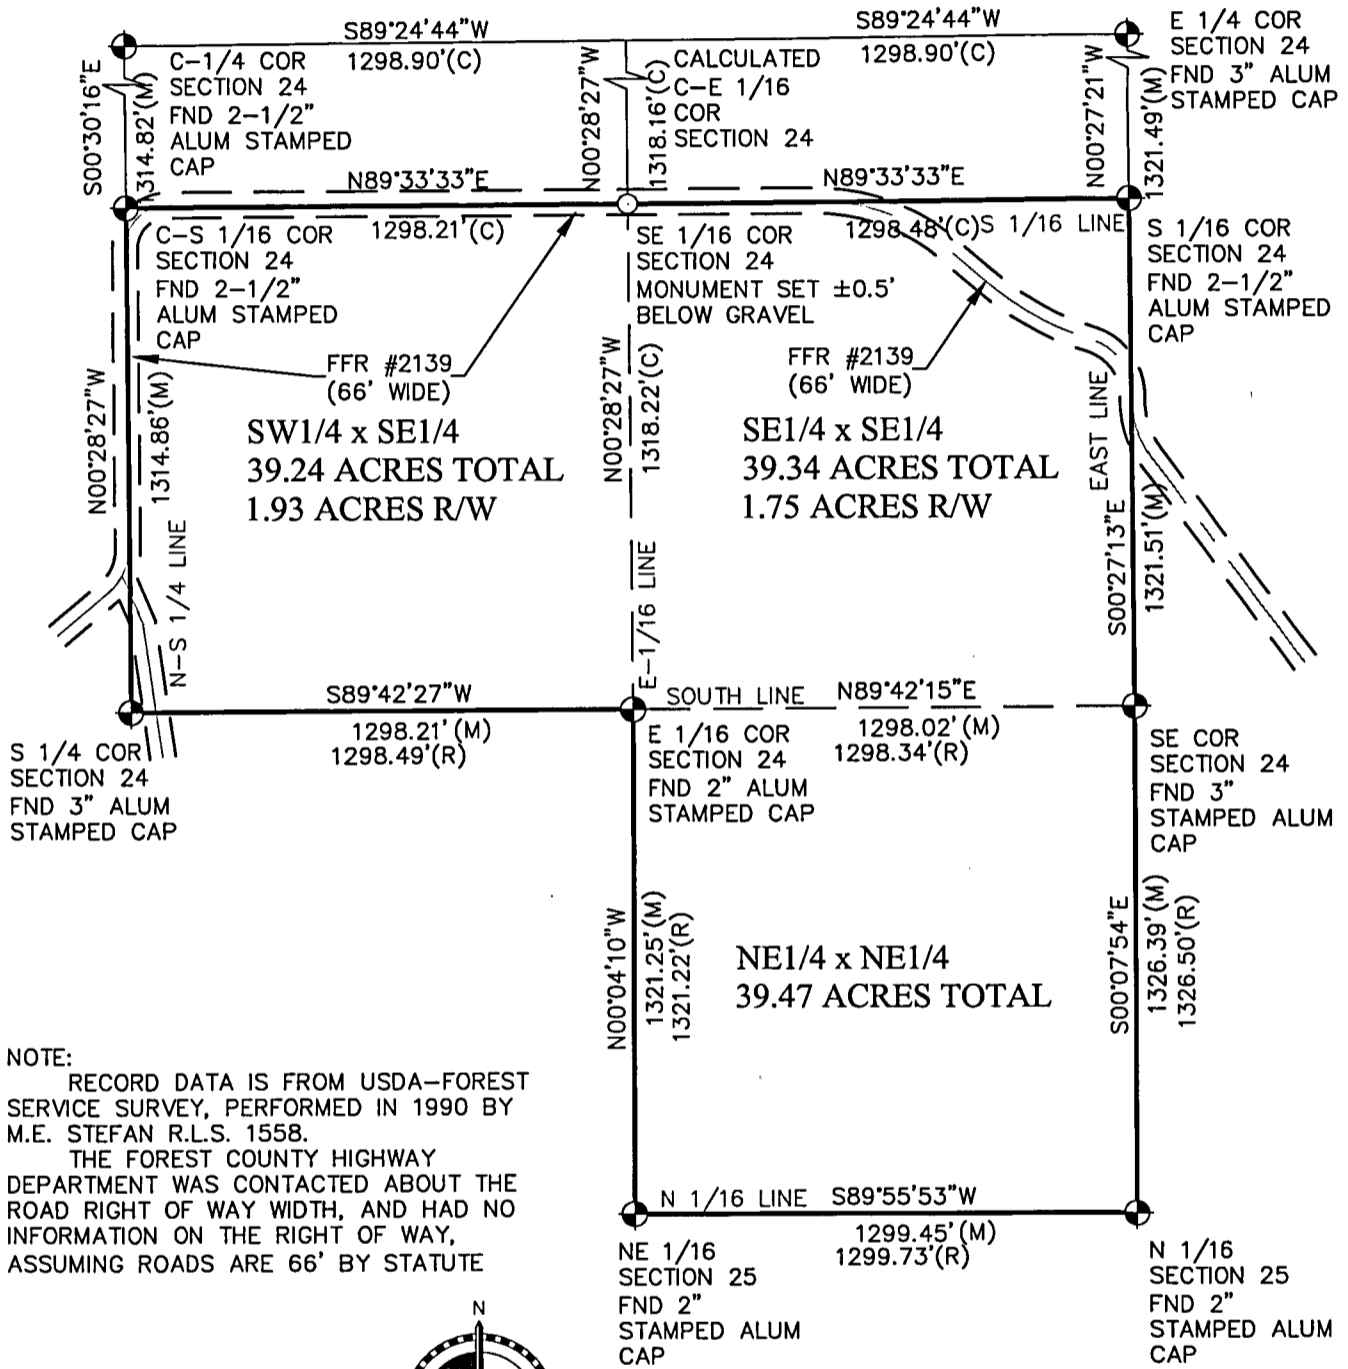 S89°24'44"W
1298.90'(C)
S89°24'44"W
1298.90'(C)
E 1/4 COR
SECTION 24
FND 3" ALUM
STAMPED CAP
C-1/4 COR
SECTION 24
FND 2-1/2"
ALUM STAMPED
CAP
S00°30'16"E
1314.82'(M)
N00°28'27"W
1318.16'(C)
CALCULATED
C-E 1/16
COR
SECTION 24
N00°27'21"W
1321.49'(M)
N89°33'33"E
1298.21'(C)
N89°33'33"E
1298.48'(C)
S 1/16 LINE
C-S 1/16 COR
SECTION 24
FND 2-1/2"
ALUM STAMPED
CAP
SE 1/16 COR
SECTION 24
MONUMENT SET ±0.5'
BELOW GRAVEL
S 1/16 COR
SECTION 24
FND 2-1/2"
ALUM STAMPED
CAP
FFR #2139
(66' WIDE)
FFR #2139
(66' WIDE)
N00°28'27"W
1314.86'(M)
N-S 1/4 LINE
SW1/4 x SE1/4
39.24 ACRES TOTAL
1.93 ACRES R/W
N00°28'27"W
1318.22'(C)
E-1/16 LINE
SE1/4 x SE1/4
39.34 ACRES TOTAL
1.75 ACRES R/W
EAST LINE
S00°27'13"E
1321.51'(M)
S89°42'27"W
1298.21' (M)
1298.49'(R)
SOUTH LINE
N89°42'15"E
1298.02' (M)
1298.34'(R)
S 1/4 COR
SECTION 24
FND 3" ALUM
STAMPED CAP
E 1/16 COR
SECTION 24
FND 2" ALUM
STAMPED CAP
SE COR
SECTION 24
FND 3"
STAMPED ALUM
CAP
N00°04'10"W
1321.25'(M)
1321.22'(R)
NE1/4 x NE1/4
39.47 ACRES TOTAL
S00°07'54"E
1326.39'(M)
1326.50'(R)
NOTE:
RECORD DATA IS FROM USDA-FOREST
SERVICE SURVEY, PERFORMED IN 1990 BY
M.E. STEFAN R.L.S. 1558.
THE FOREST COUNTY HIGHWAY
DEPARTMENT WAS CONTACTED ABOUT THE
ROAD RIGHT OF WAY WIDTH, AND HAD NO
INFORMATION ON THE RIGHT OF WAY,
ASSUMING ROADS ARE 66' BY STATUTE
N 1/16 LINE
S89°55'53"W
1299.45'(M)
1299.73'(R)
NE 1/16
SECTION 25
FND 2"
STAMPED ALUM
CAP
N 1/16
SECTION 25
FND 2"
STAMPED ALUM
CAP
N